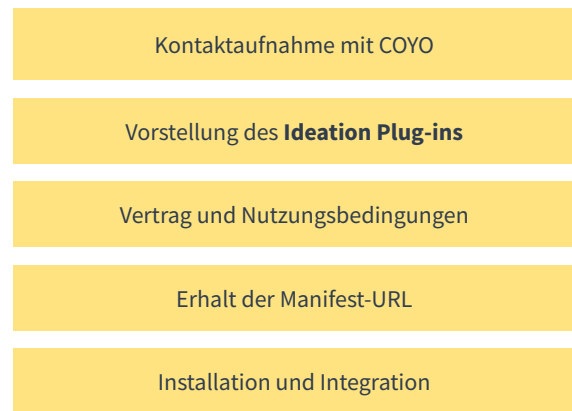 Kontaktaufnahme mit COYO
Vorstellung des Ideation Plug-ins
Vertrag und Nutzungsbedingungen
Erhalt der Manifest-URL
Installation und Integration